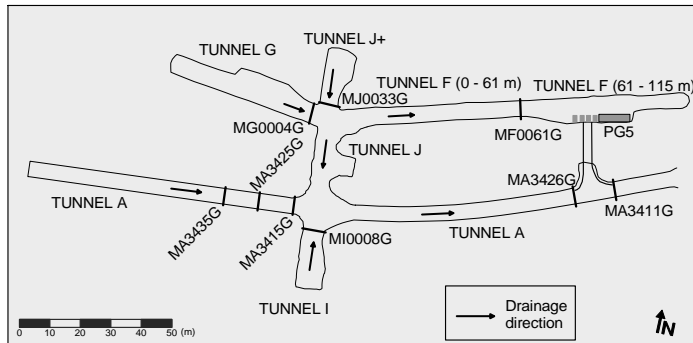 TUNNEL J+
TUNNEL G
TUNNEL F (0 - 61 m)
TUNNEL F (61 - 115 m)
MJ0033G
MG0004G
MF0061G
PG5
MA3425G
TUNNEL J
MA3426G
TUNNEL A
MA3435G
MA3415G
MI0008G
TUNNEL A
MA3411G
TUNNEL I
Drainage
direction
0 10 20 30 40 50 (m)
N